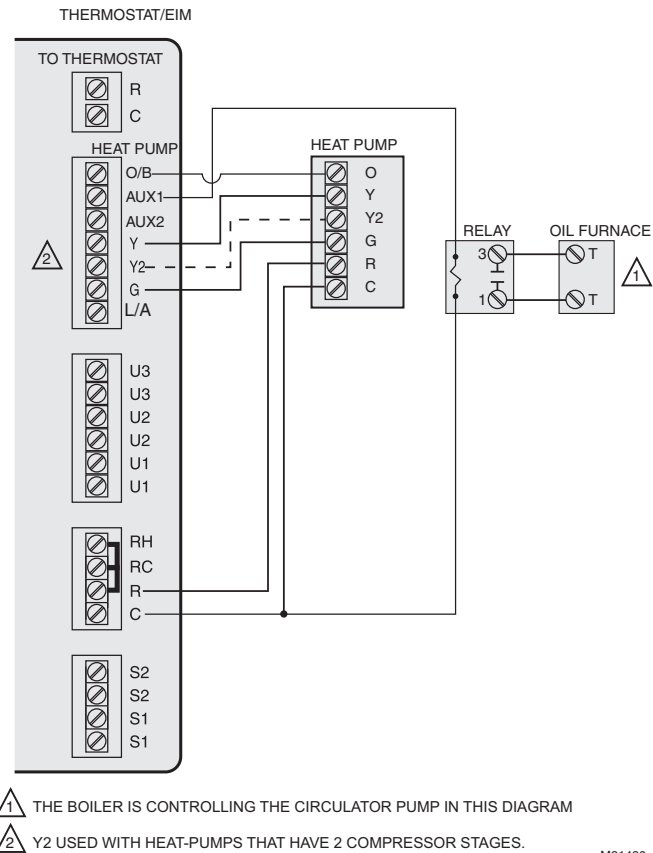 THERMOSTAT/EIM
TO THERMOSTAT
R
C
HEAT PUMP
O/B
AUX1
AUX2
Y
Y2
G
L/A
2
U3
U3
U2
U2
U1
U1
RH
RC
R
C
S2
S2
S1
S1
HEAT PUMP
O
Y
Y2
G
R
C
RELAY
3
1
OIL FURNACE
T
T
1
1 THE BOILER IS CONTROLLING THE CIRCULATOR PUMP IN THIS DIAGRAM
2 Y2 USED WITH HEAT-PUMPS THAT HAVE 2 COMPRESSOR STAGES.